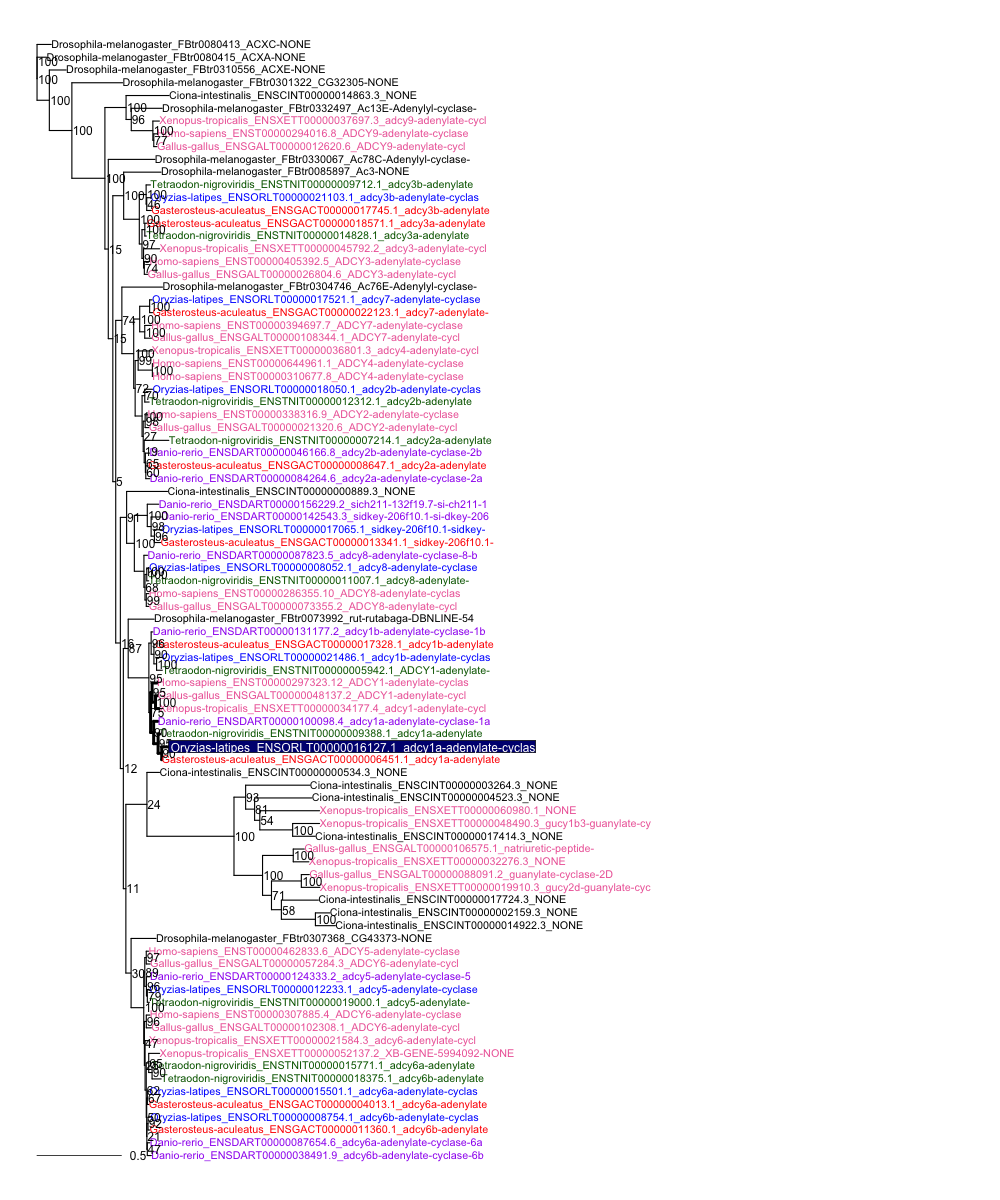 Drosophila-melanogaster_FBtr0080413_ACXC-NONE
Drosophila-melanogaster_FBtr0080415_ACXA-NONE
100
Drosophila-melanogaster_FBtr0310556_ACXE-NONE
100
Drosophila-melanogaster_FBtr0301322_CG32305-NONE
Ciona-intestinalis_ENSCINT00000014863.3_NONE
100
100 Drosophila-melanogaster_FBtr0332497_Ac13E-Adenylyl-cyclase-
96 Xenopus-tropicalis_ENSXETT00000037697.3_adcy9-adenylate-cycl
100
100 Homo-sapiens_ENST00000294016.8_ADCY9-adenylate-cyclase
77 Gallus-gallus_ENSGALT00000012620.6_ADCY9-adenylate-cycl
Drosophila-melanogaster_FBtr0330067_Ac78C-Adenylyl-cyclase-
Drosophila-melanogaster_FBtr0085897_Ac3-NONE
100
Tetraodon-nigroviridis_ENSTNIT00000009712.1_adcy3b-adenylate
100 100 Oryzias-latipes_ENSORLT00000021103.1_adcy3b-adenylate-cyclas
46 Gasterosteus-aculeatus_ENSGACT00000017745.1_adcy3b-adenylate
100 Gasterosteus-aculeatus_ENSGACT00000018571.1_adcy3a-adenylate
100 Tetraodon-nigroviridis_ENSTNIT00000014828.1_adcy3a-adenylate
15 97 Xenopus-tropicalis_ENSXETT00000045792.2_adcy3-adenylate-cycl
90 Homo-sapiens_ENST00000405392.5_ADCY3-adenylate-cyclase
74 Gallus-gallus_ENSGALT00000026804.6_ADCY3-adenylate-cycl
Drosophila-melanogaster_FBtr0304746_Ac76E-Adenylyl-cyclase-
Oryzias-latipes_ENSORLT00000017521.1_adcy7-adenylate-cyclase
100 Gasterosteus-aculeatus_ENSGACT00000022123.1_adcy7-adenylate-
74 100 Homo-sapiens_ENST00000394697.7_ADCY7-adenylate-cyclase
15 100 Gallus-gallus_ENSGALT00000108344.1_ADCY7-adenylate-cycl
100 Xenopus-tropicalis_ENSXETT00000036801.3_adcy4-adenylate-cycl
99 Homo-sapiens_ENST00000644961.1_ADCY4-adenylate-cyclase
100 Homo-sapiens_ENST00000310677.8_ADCY4-adenylate-cyclase
72 Oryzias-latipes_ENSORLT00000018050.1_adcy2b-adenylate-cyclas
70 Tetraodon-nigroviridis_ENSTNIT00000012312.1_adcy2b-adenylate
100 Homo-sapiens_ENST00000338316.9_ADCY2-adenylate-cyclase
98 Gallus-gallus_ENSGALT00000021320.6_ADCY2-adenylate-cycl
27 Tetraodon-nigroviridis_ENSTNIT00000007214.1_adcy2a-adenylate
19 Danio-rerio_ENSDART00000046166.8_adcy2b-adenylate-cyclase-2b
65 Gasterosteus-aculeatus_ENSGACT00000008647.1_adcy2a-adenylate
60
5 Danio-rerio_ENSDART00000084264.6_adcy2a-adenylate-cyclase-2a
Ciona-intestinalis_ENSCINT00000000889.3_NONE
Danio-rerio_ENSDART00000156229.2_sich211-132f19.7-si-ch211-1
91 100 Danio-rerio_ENSDART00000142543.3_sidkey-206f10.1-si-dkey-206
98 Oryzias-latipes_ENSORLT00000017065.1_sidkey-206f10.1-sidkey-
96
100 Gasterosteus-aculeatus_ENSGACT00000013341.1_sidkey-206f10.1-
Danio-rerio_ENSDART00000087823.5_adcy8-adenylate-cyclase-8-b
Oryzias-latipes_ENSORLT00000008052.1_adcy8-adenylate-cyclase
100 100 Tetraodon-nigroviridis_ENSTNIT00000011007.1_adcy8-adenylate-
68 Homo-sapiens_ENST00000286355.10_ADCY8-adenylate-cyclas
99 Gallus-gallus_ENSGALT00000073355.2_ADCY8-adenylate-cycl
Drosophila-melanogaster_FBtr0073992_rut-rutabaga-DBNLINE-54
Danio-rerio_ENSDART00000131177.2_adcy1b-adenylate-cyclase-1b
16 87 96 Gasterosteus-aculeatus_ENSGACT00000017328.1_adcy1b-adenylate
90 Oryzias-latipes_ENSORLT00000021486.1_adcy1b-adenylate-cyclas
100 Tetraodon-nigroviridis_ENSTNIT00000005942.1_ADCY1-adenylate-
95 Homo-sapiens_ENST00000297323.12_ADCY1-adenylate-cyclas
95 Gallus-gallus_ENSGALT00000048137.2_ADCY1-adenylate-cycl
100 Xenopus-tropicalis_ENSXETT00000034177.4_adcy1-adenylate-cycl
75 Danio-rerio_ENSDART00000100098.4_adcy1a-adenylate-cyclase-1a
Tetraodon-nigroviridis_ENSTNIT00000009388.1_adcy1a-adenylate
Oryzias-latipes_ENSORLT00000016127.1_adcy1a-adenylate-cyclas
Gasterosteus-aculeatus_ENSGACT00000006451.1_adcy1a-adenylate
12 Ciona-intestinalis_ENSCINT00000000534.3_NONE
Ciona-intestinalis_ENSCINT00000003264.3_NONE
93 Ciona-intestinalis_ENSCINT00000004523.3_NONE
24 81 Xenopus-tropicalis_ENSXETT00000060980.1_NONE
54 Xenopus-tropicalis_ENSXETT00000048490.3_gucy1b3-guanylate-cy
100 100 Ciona-intestinalis_ENSCINT00000017414.3_NONE
Gallus-gallus_ENSGALT00000106575.1_natriuretic-peptide-
100 Xenopus-tropicalis_ENSXETT00000032276.3_NONE
100 Gallus-gallus_ENSGALT00000088091.2_guanylate-cyclase-2D
11 100 Xenopus-tropicalis_ENSXETT00000019910.3_gucy2d-guanylate-cyc
71 Ciona-intestinalis_ENSCINT00000017724.3_NONE
58 Ciona-intestinalis_ENSCINT00000002159.3_NONE
100 Ciona-intestinalis_ENSCINT00000014922.3_NONE
Drosophila-melanogaster_FBtr0307368_CG43373-NONE
Homo-sapiens_ENST00000462833.6_ADCY5-adenylate-cyclase
97 Gallus-gallus_ENSGALT00000057284.3_ADCY6-adenylate-cycl
30 89 Danio-rerio_ENSDART00000124333.2_adcy5-adenylate-cyclase-5
96 Oryzias-latipes_ENSORLT00000012233.1_adcy5-adenylate-cyclase
79 Tetraodon-nigroviridis_ENSTNIT00000019000.1_adcy5-adenylate-
100 Homo-sapiens_ENST00000307885.4_ADCY6-adenylate-cyclase
96 Gallus-gallus_ENSGALT00000102308.1_ADCY6-adenylate-cycl
47 Xenopus-tropicalis_ENSXETT00000021584.3_adcy6-adenylate-cycl
Xenopus-tropicalis_ENSXETT00000052137.2_XB-GENE-5994092-NONE
Tetraodon-nigroviridis_ENSTNIT00000015771.1_adcy6a-adenylate
90 Tetraodon-nigroviridis_ENSTNIT00000018375.1_adcy6b-adenylate
62 Oryzias-latipes_ENSORLT00000015501.1_adcy6a-adenylate-cyclas
67 Gasterosteus-aculeatus_ENSGACT00000004013.1_adcy6a-adenylate
50 Oryzias-latipes_ENSORLT00000008754.1_adcy6b-adenylate-cyclas
92 Gasterosteus-aculeatus_ENSGACT00000011360.1_adcy6b-adenylate
21 Danio-rerio_ENSDART00000087654.6_adcy6a-adenylate-cyclase-6a
47
0.5 Danio-rerio_ENSDART00000038491.9_adcy6b-adenylate-cyclase-6b